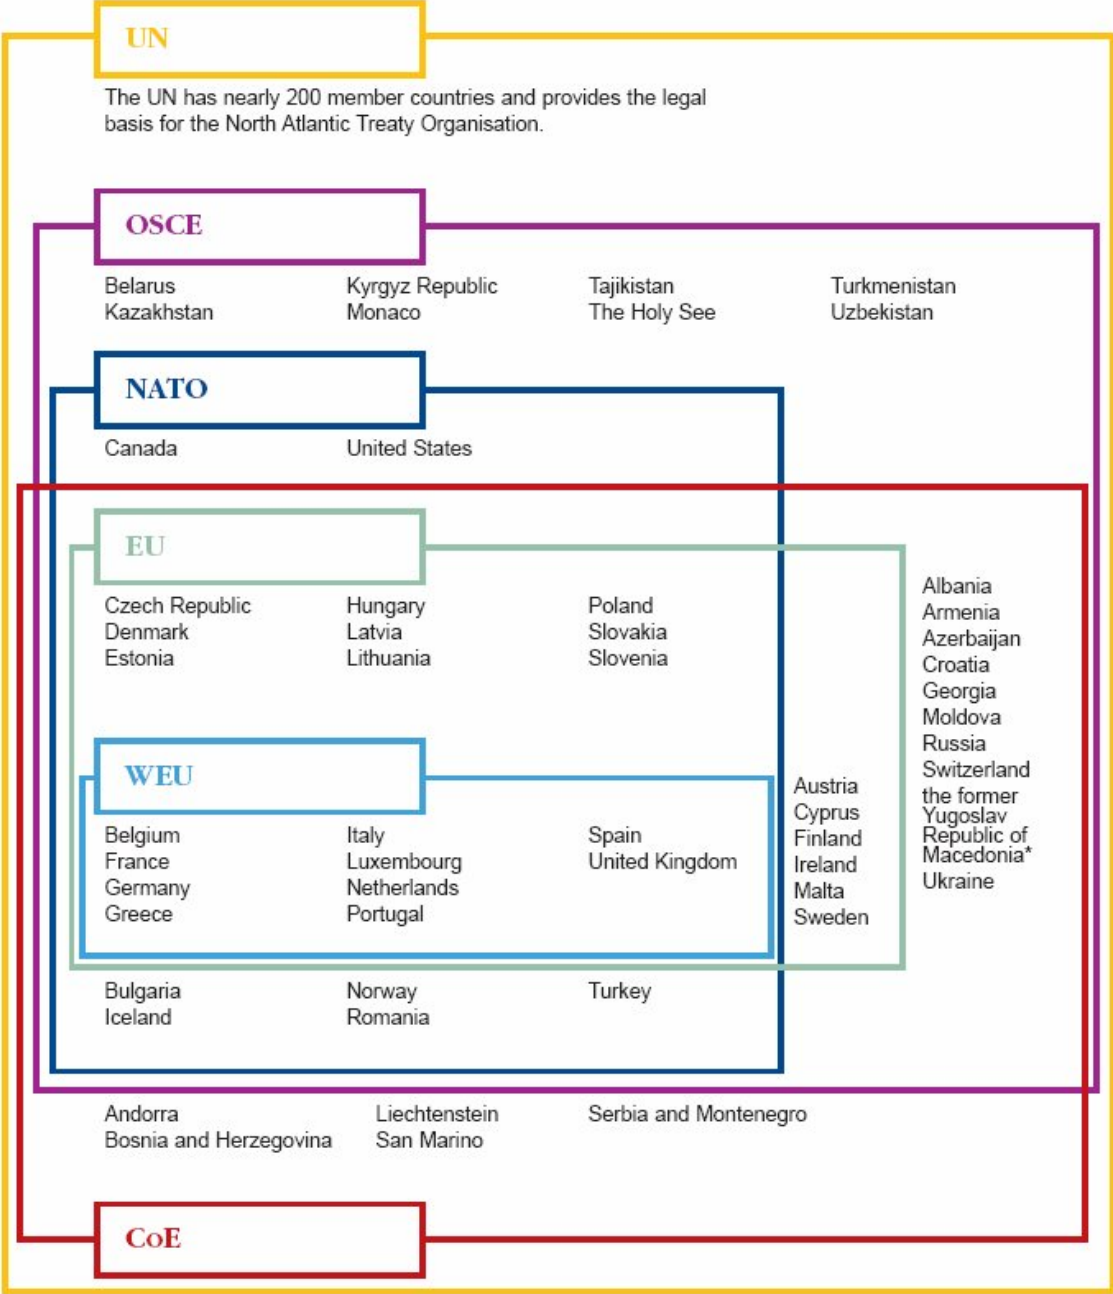 UN
The UN has nearly 200 member countries and provides the legal
basis for the North Atlantic Treaty Organisation.
OSCE
Belarus Kyrgyz Republic Tajikistan Turkmenistan
Kazakhstan Monaco The Holy See Uzbekistan
NATO
Canada United States
EU
Czech Republic Hungary Poland
Denmark Latvia Slovakia
Estonia Lithuania Slovenia
WEU
Belgium Italy Spain
France Luxembourg United Kingdom
Germany Netherlands
Greece Portugal
Austria
Cyprus
Finland
Ireland
Malta
Sweden
Albania
Armenia
Azerbaijan
Croatia
Georgia
Moldova
Russia
Switzerland
the former
Yugoslav
Republic of
Macedonia*
Ukraine
Bulgaria Norway Turkey
Iceland Romania
Andorra Liechtenstein Serbia and Montenegro
Bosnia and Herzegovina San Marino
CoE